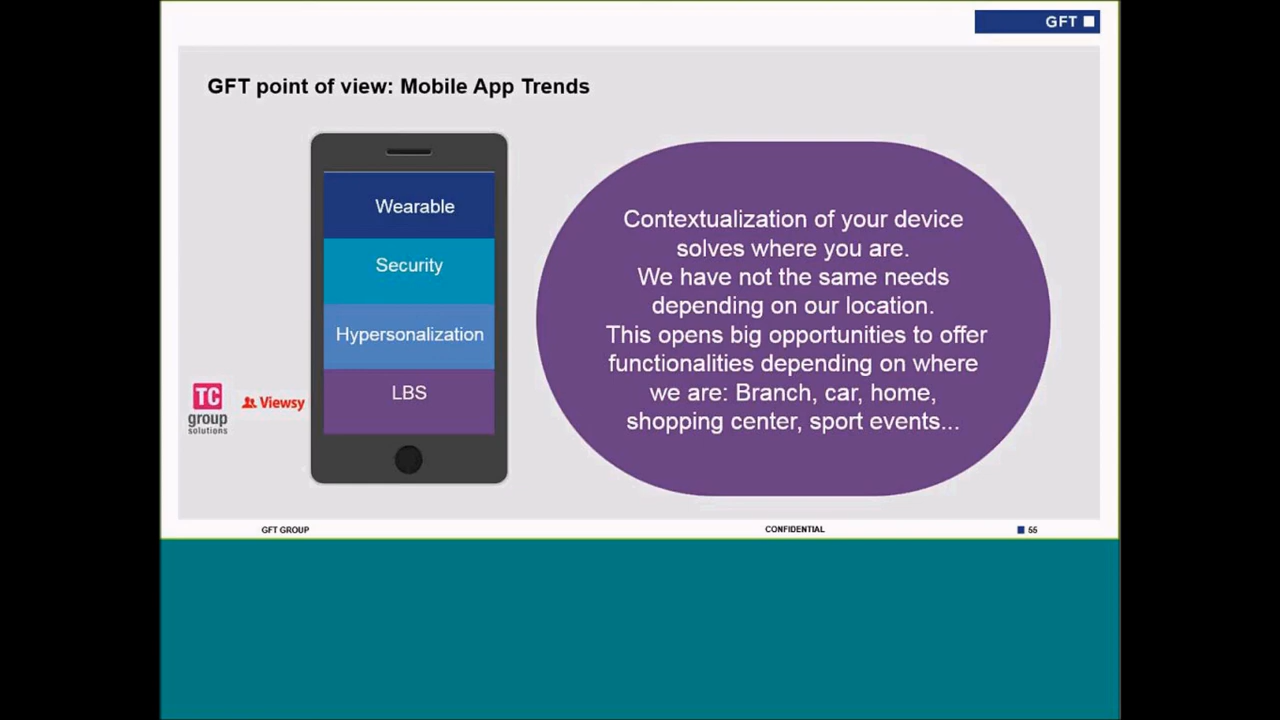 GFT
GFT point of view: Mobile App Trends
Wearable
Security
Hypersonalization
LBS
TC
group
solutions
Viewsy
Contextualization of your device
solves where you are.
We have not the same needs
depending on our location.
This opens big opportunities to offer
functionalities depending on where
we are: Branch, car, home,
shopping center, sport events...
GFT GROUP
CONFIDENTIAL
55